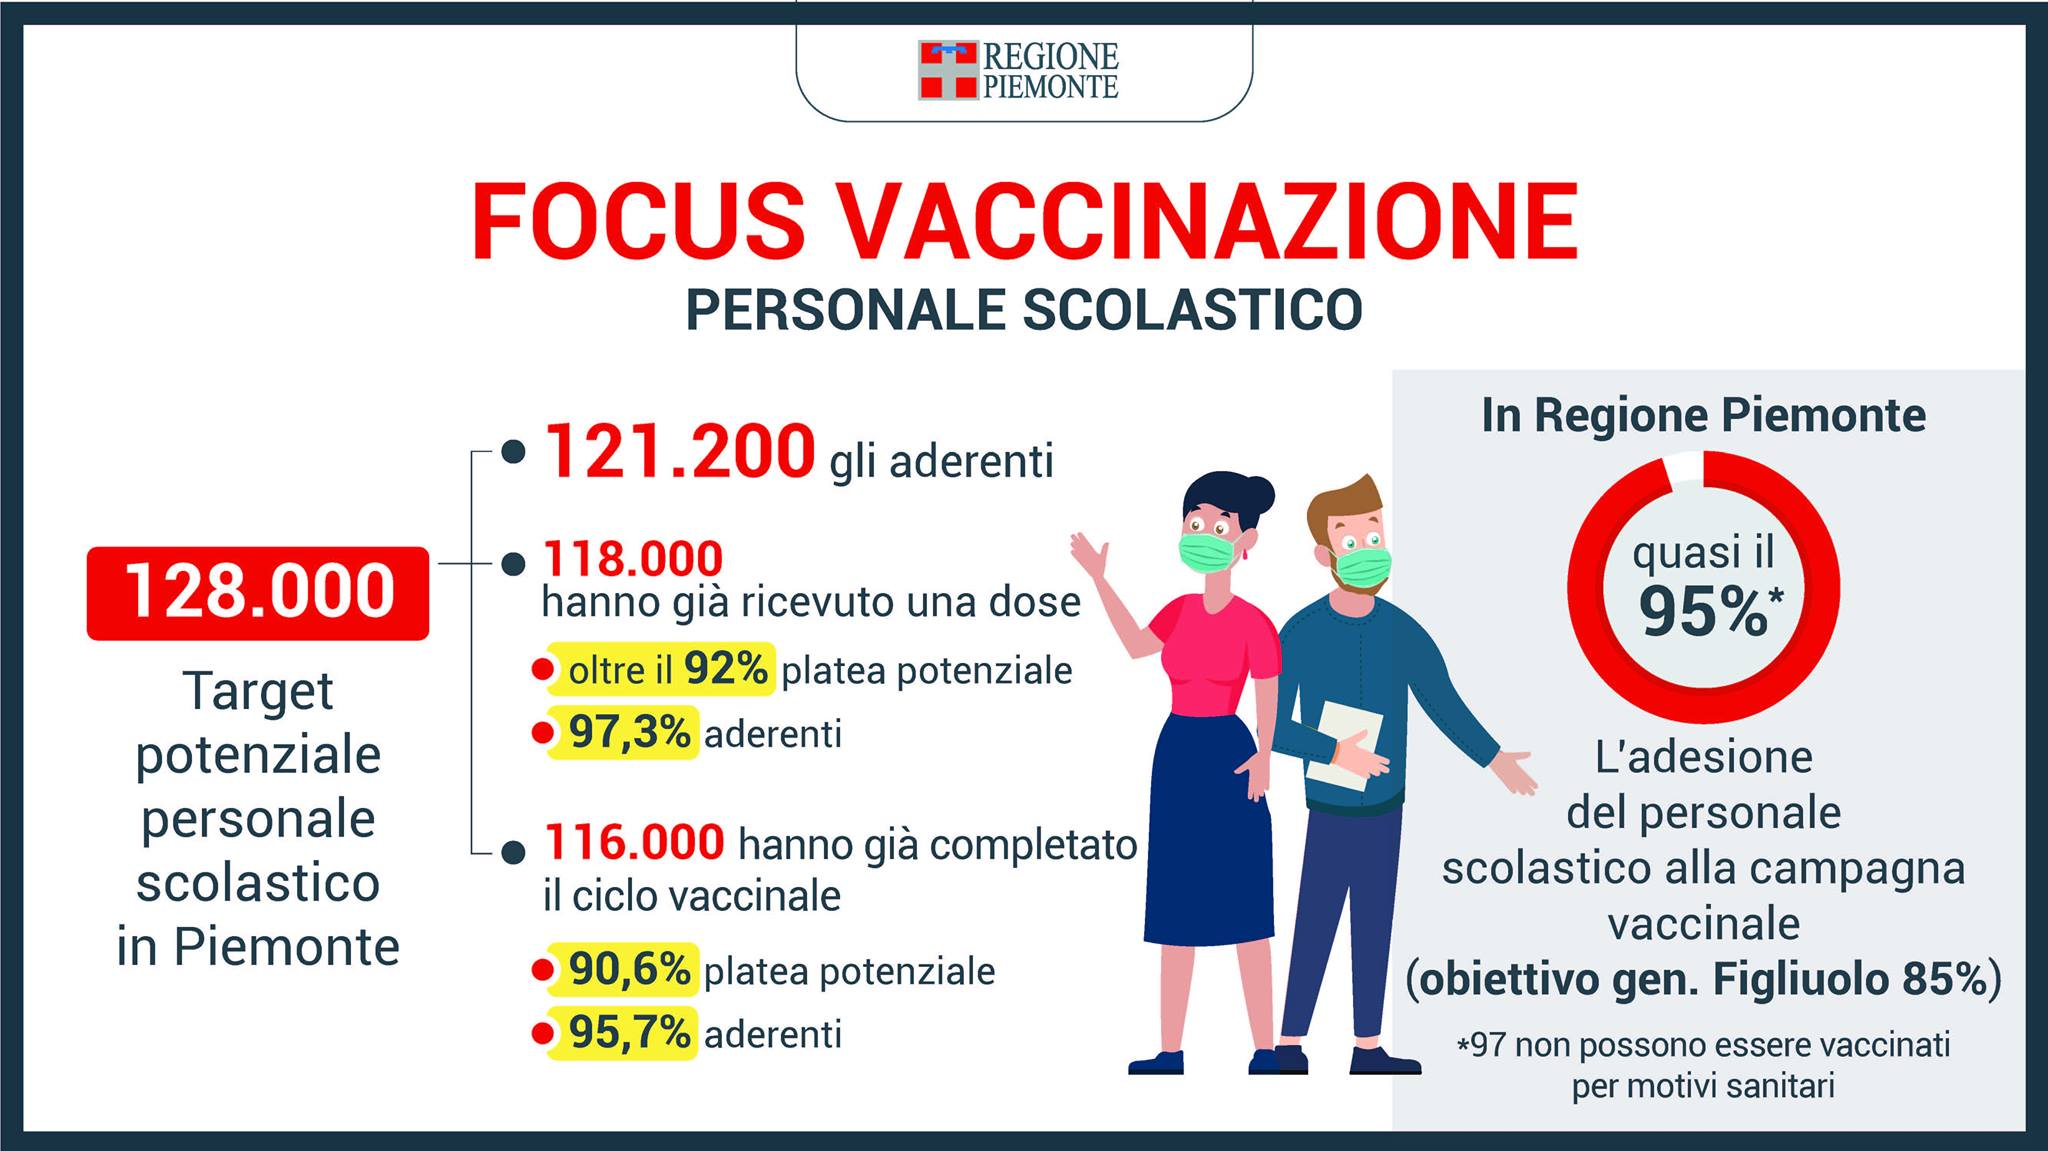 REGIONE
PIEMONTE
FOCUS VACCINAZIONE
PERSONALE SCOLASTICO
128.000
Target
potenziale
personale
scolastico
in Piemonte
121.200 gli aderenti
118.000
hanno già ricevuto una dose
oltre il 92% platea potenziale
97,3% aderenti
116.000 hanno già completato
il ciclo vaccinale
90,6% platea potenziale
95,7% aderenti
In Regione Piemonte
quasi il
95%*
L'adesione
del personale
scolastico alla campagna
vaccinale
(obiettivo gen. Figliuolo 85%)
*97 non possono essere vaccinati
per motivi sanitari